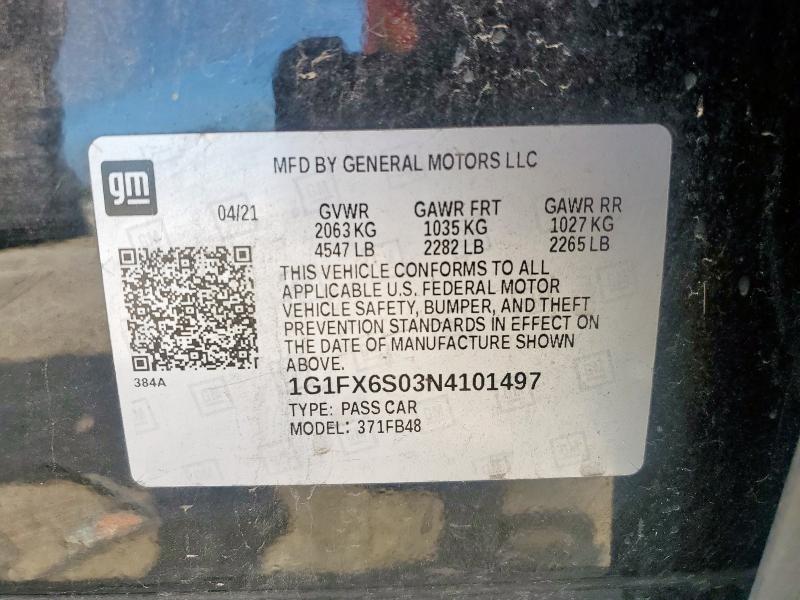 gm
MFD BY GENERAL MOTORS LLC
04/21 GVWR GAWR FRT GAWR RR
2063 KG 1035 KG 1027 KG
4547 LB 2282 LB 2265 LB
THIS VEHICLE CONFORMS TO ALL
APPLICABLE U.S. FEDERAL MOTOR
VEHICLE SAFETY, BUMPER, AND THEFT
PREVENTION STANDARDS IN EFFECT ON
THE DATE OF MANUFACTURE SHOWN
ABOVE.
384A
1G1FX6S03N4101497
TYPE: PASS CAR
MODEL: 371FB48